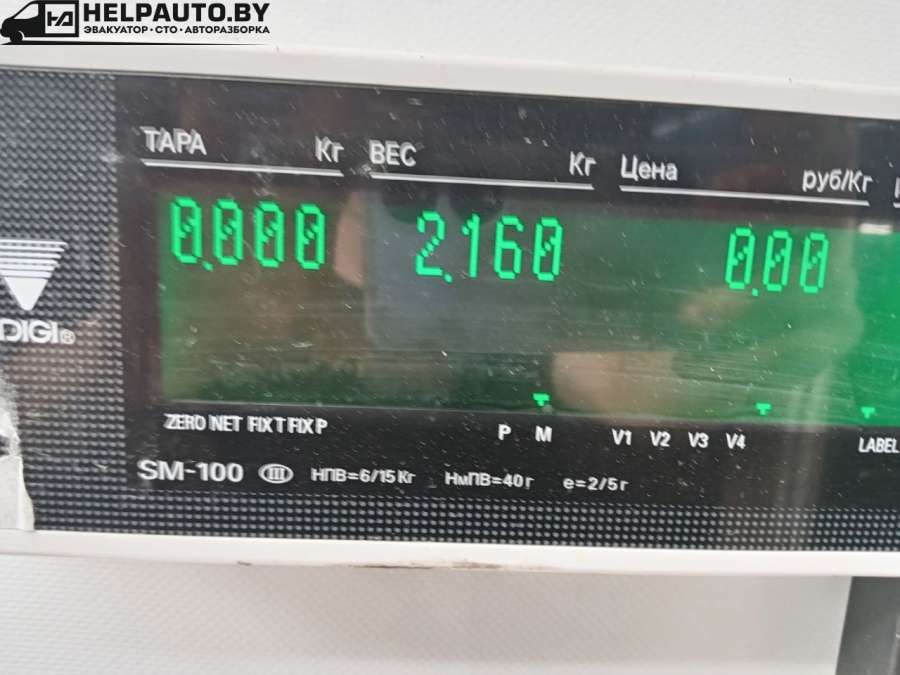 HELPAUTO.BY
ЭВАКУАТОР • СТО • АВТОРАЗБОРКА
ТАРА Кг ВЕС Кг Цена руб/Кг
0.000 2.160 0.00
DIGI®
ZERO NET FIX T FIX P P M V1 V2 V3 V4 LABEL
SM-100 III НПВ=6/15 Кг НмПВ=40 г e=2/5 г